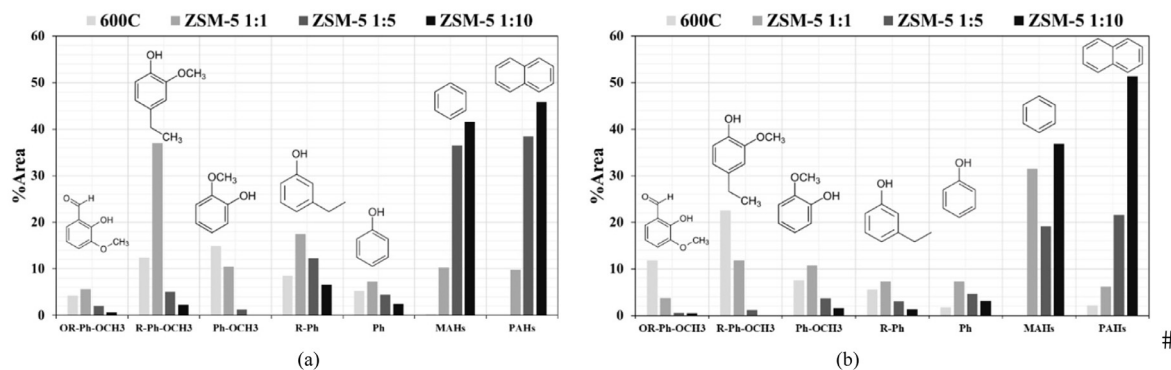 600C ZSM-5 1:1 ZSM-5 1:5 ZSM-5 1:10
60
50
40
30
20
10
0
%Area
OH
OCH3
CH3
OCH3
OH
OH
OH
O
H
OH
O
CH3
OR-Ph-OCH3 R-Ph-OCH3 Ph-OCH3 R-Ph Ph MAHs PAHs
(a)
600C ZSM-5 1:1 ZSM-5 1:5 ZSM-5 1:10
60
50
40
30
20
10
0
%Area
OH
OCH3
CH3
OCH3
OH
OH
OH
O
H
OH
O
CH3
OR-Ph-OCH3 R-Ph-OCH3 Ph-OCH3 R-Ph Ph MAHs PAHs
(b)
#